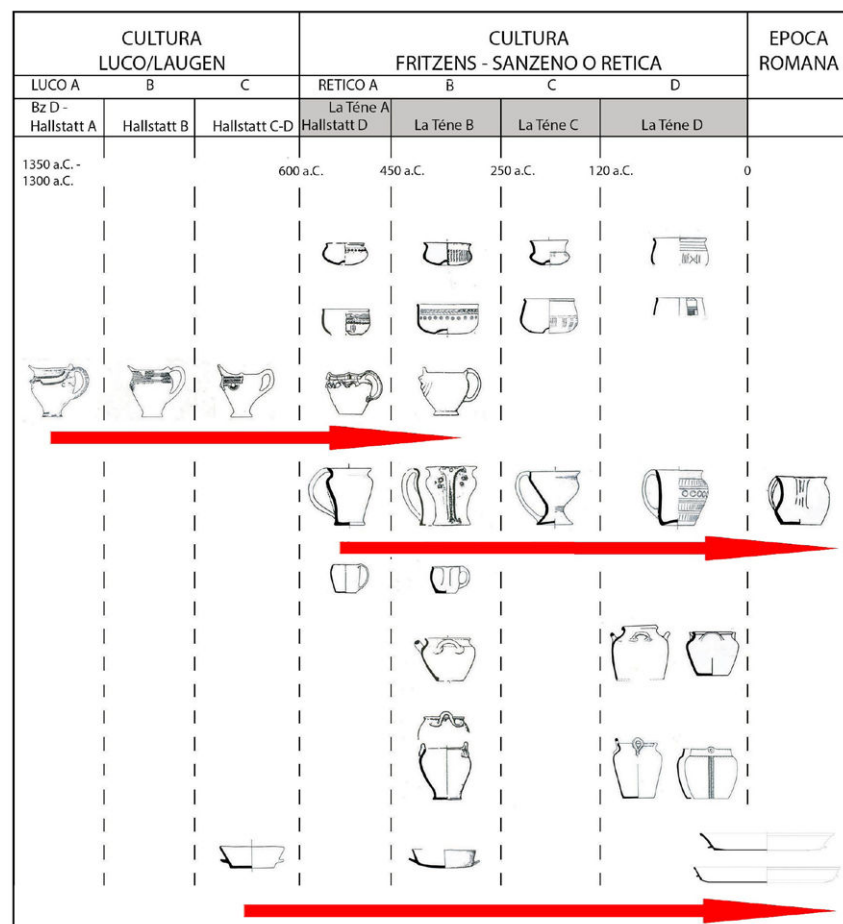 CULTURA
LUCO/LAUGEN
CULTURA
FRITZENS - SANZENO O RETICA
EPOCA
ROMANA
LUCO A B C RETICO A B C D
Bz D -
Hallstatt A
Hallstatt B
Hallstatt C-D
La Téne A
Hallstatt D
La Téne B
La Téne C
La Téne D
1350 a.C. -
1300 a.C.
600 a.C. 450 a.C. 250 a.C. 120 a.C. 0